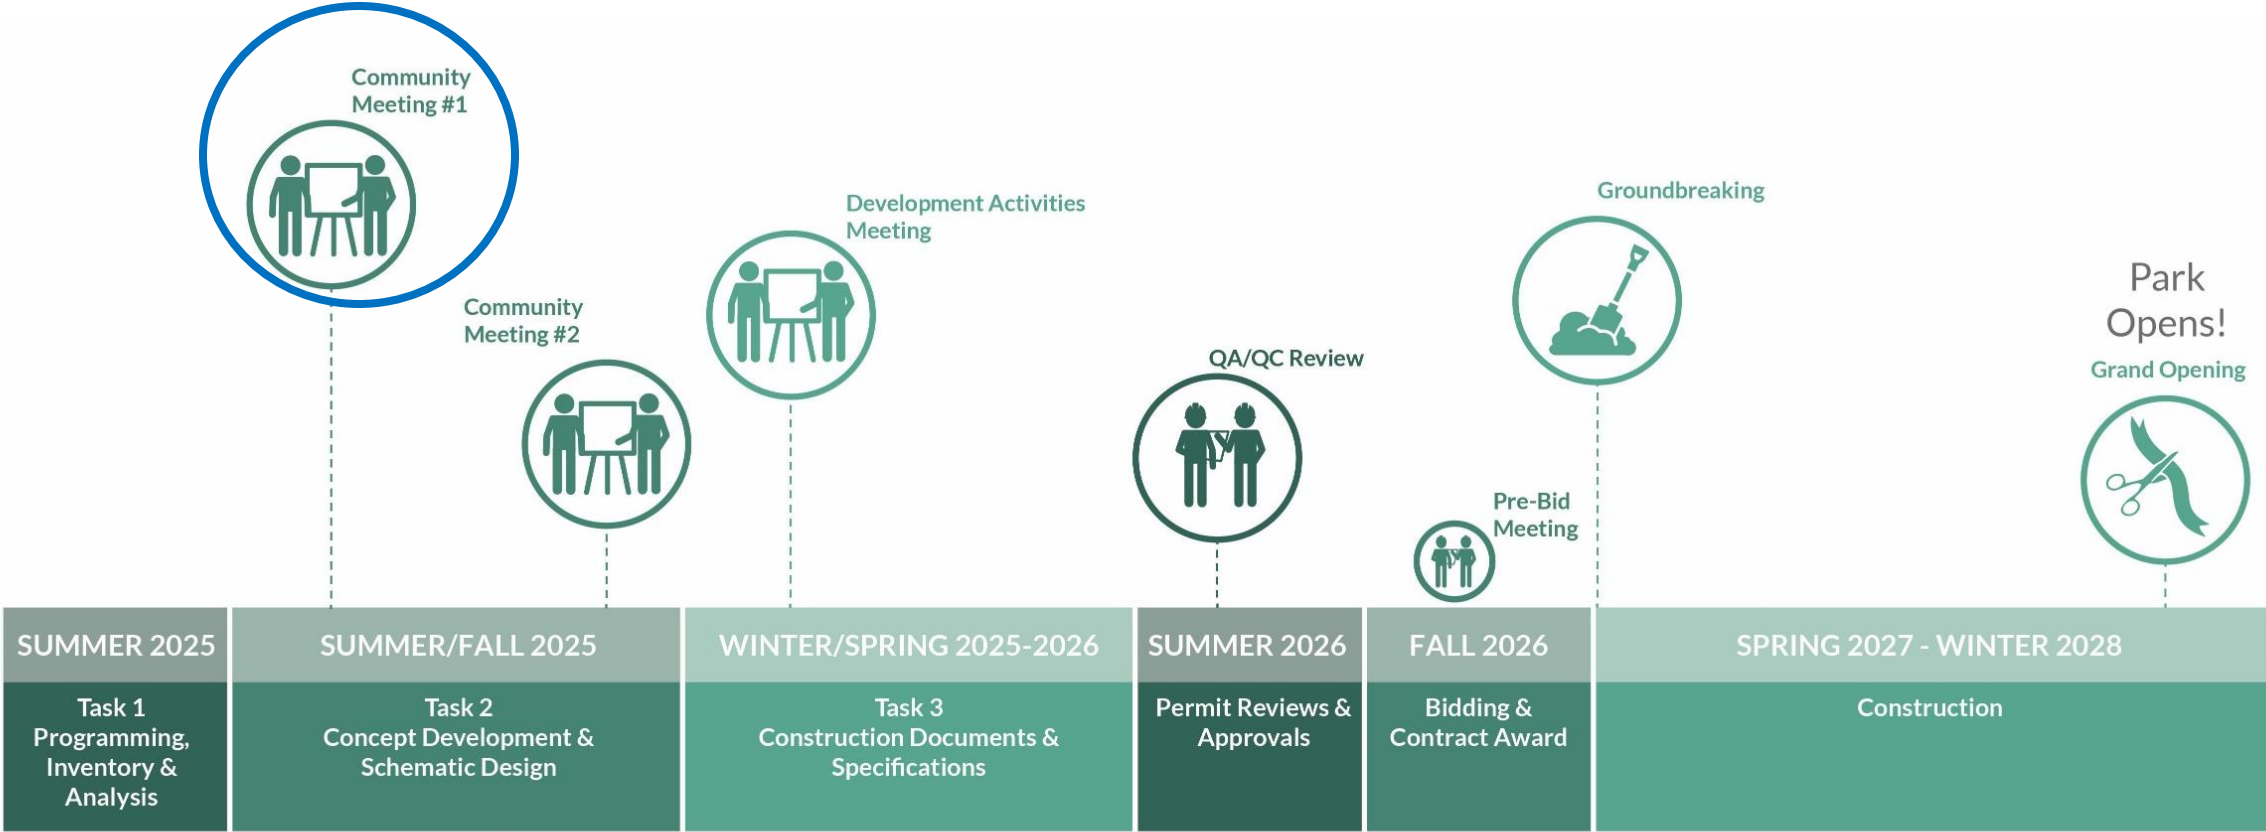 Community
Meeting #1
Community
Meeting #2
Development Activities
Meeting
QA/QC Review
Pre-Bid
Meeting
Groundbreaking
Park
Opens!
Grand Opening
SUMMER 2025
Task 1
Programming,
Inventory &
Analysis
SUMMER/FALL 2025
Task 2
Concept Development &
Schematic Design
WINTER/SPRING 2025-2026
Task 3
Construction Documents &
Specifications
SUMMER 2026
Permit Reviews &
Approvals
FALL 2026
Bidding &
Contract Award
SPRING 2027 - WINTER 2028
Construction